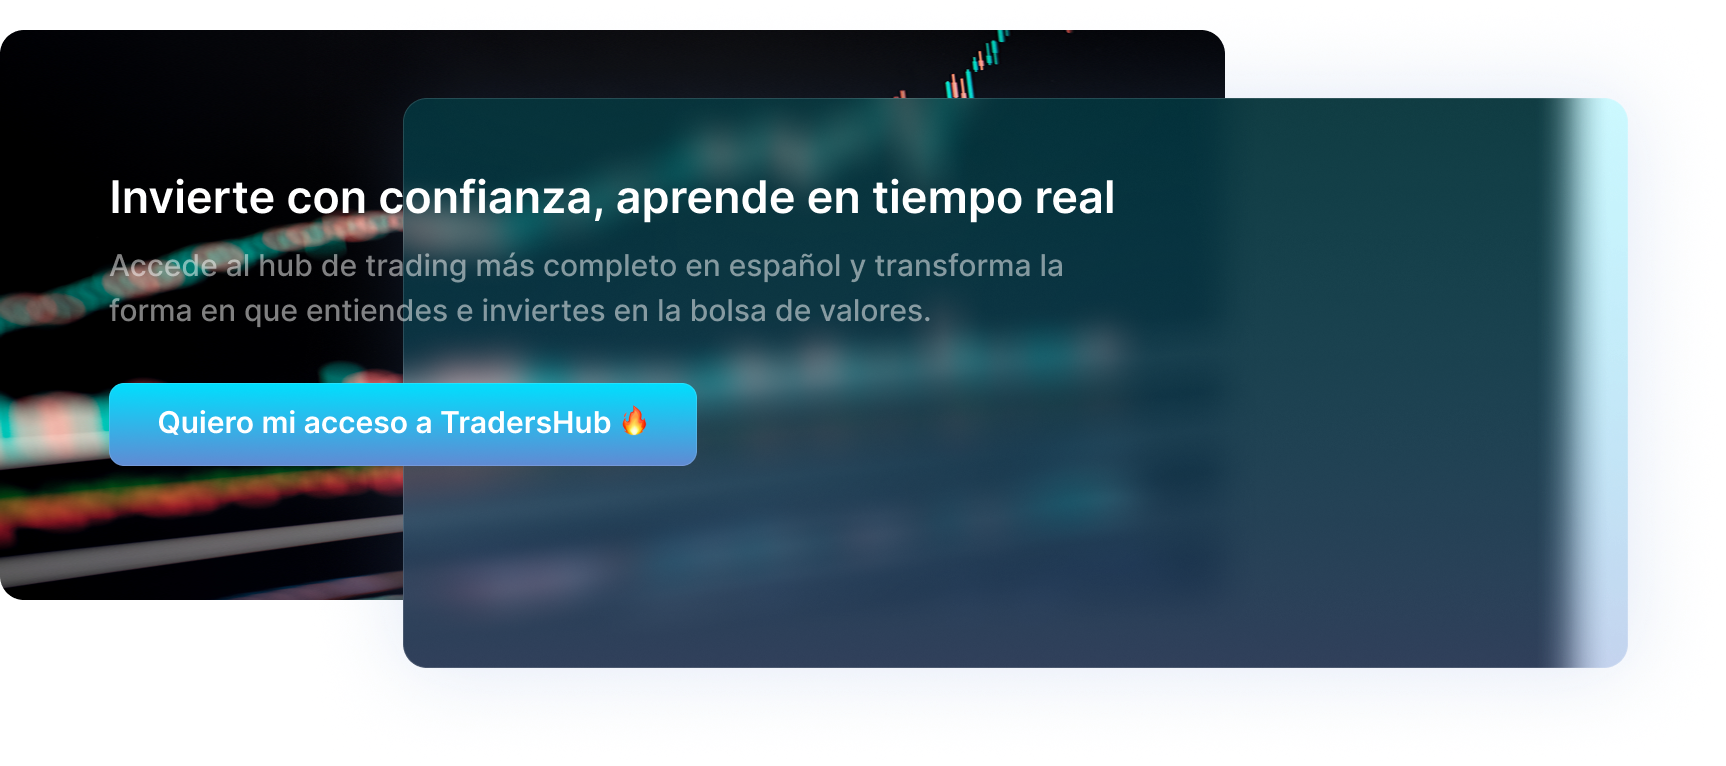 Invierte con confianza, aprende en tiempo real
Accede al hub de trading más completo en español y transforma la
forma en que entiendes e inviertes en la bolsa de valores.
Quiero mi acceso a TradersHub 🔥